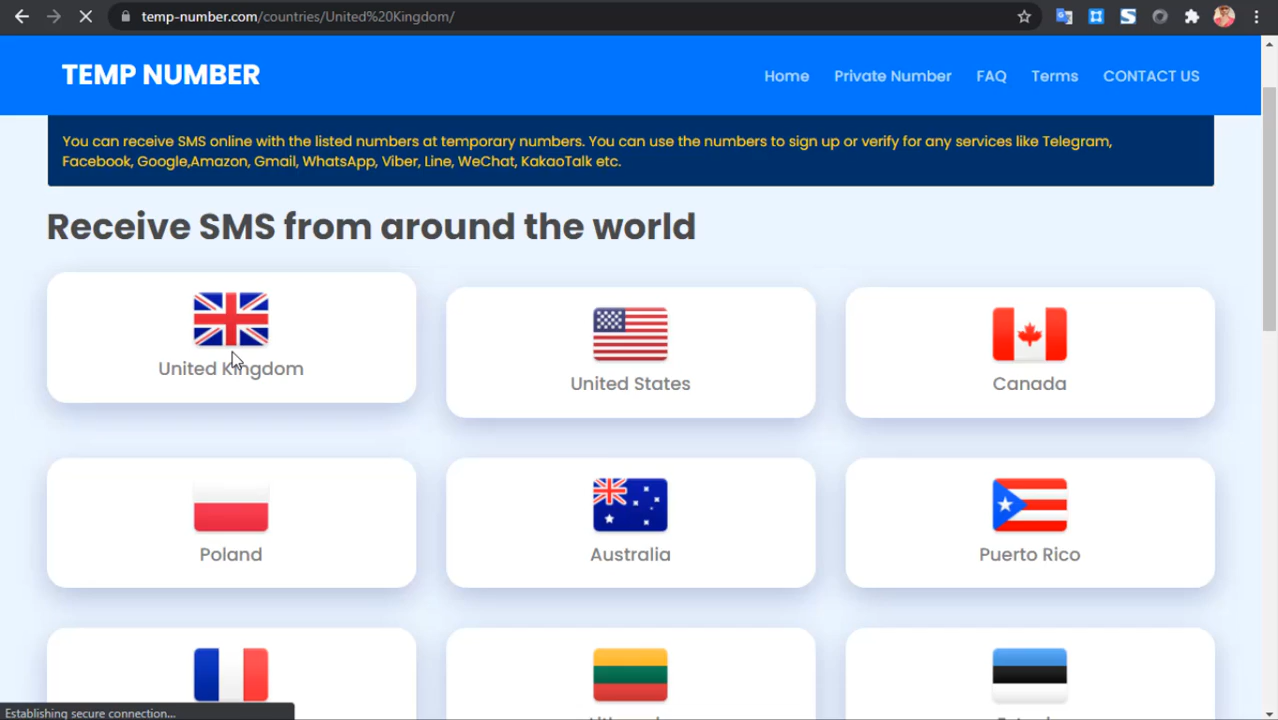 temp-number.com/countries/United%20Kingdom/
TEMP NUMBER
Home Private Number FAQ Terms CONTACT US
You can receive SMS online with the listed numbers at temporary numbers. You can use the numbers to sign up or verify for any services like Telegram,
Facebook, Google,Amazon, Gmail, WhatsApp, Viber, Line, WeChat, KakaoTalk etc.
Receive SMS from around the world
United Kingdom
United States
Canada
Poland
Australia
Puerto Rico
Establishing secure connection...